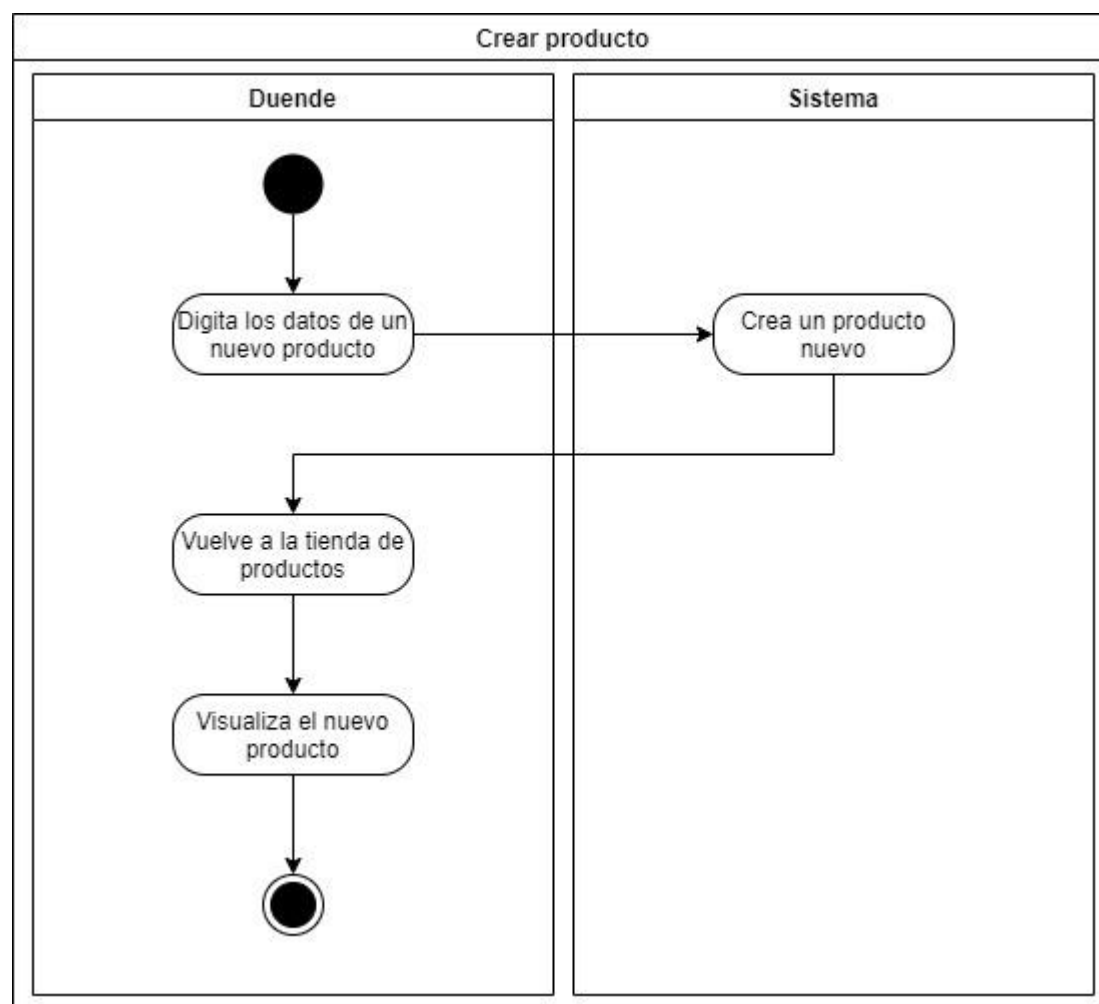 Crear producto
Duende
Sistema
Digita los datos de un
nuevo producto
Crea un producto
nuevo
Vuelve a la tienda de
productos
Visualiza el nuevo
producto